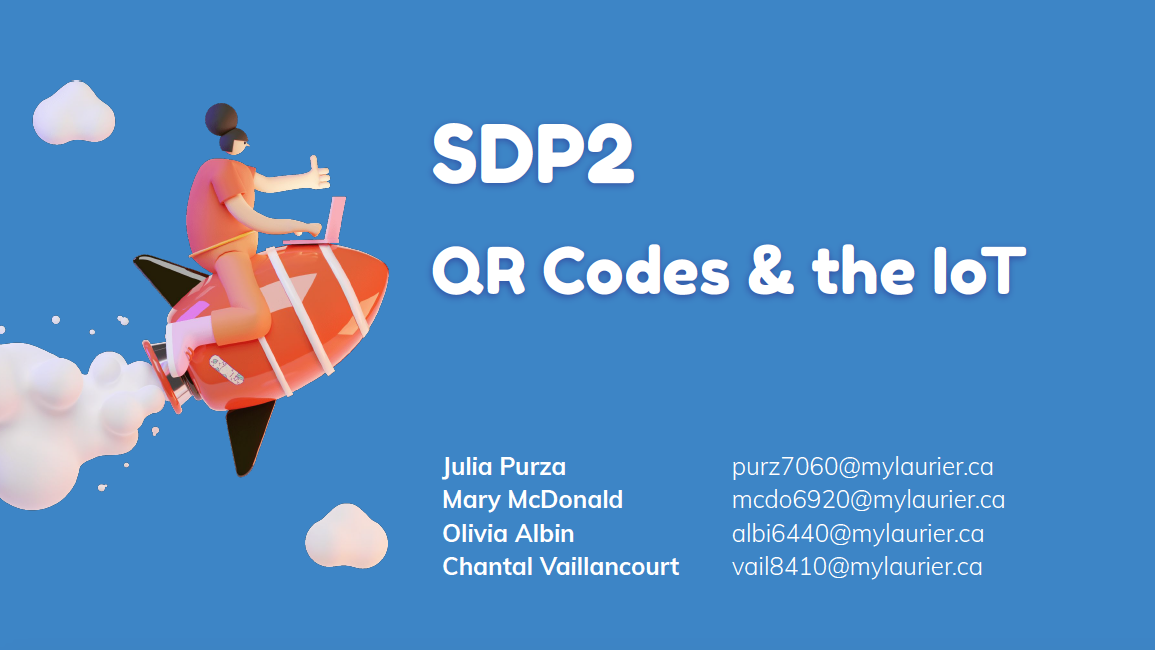 SDP2
QR Codes & the IoT
Julia Purza purz7060@mylaurier.ca
Mary McDonald mcdo6920@mylaurier.ca
Olivia Albin albi6440@mylaurier.ca
Chantal Vaillancourt vail8410@mylaurier.ca